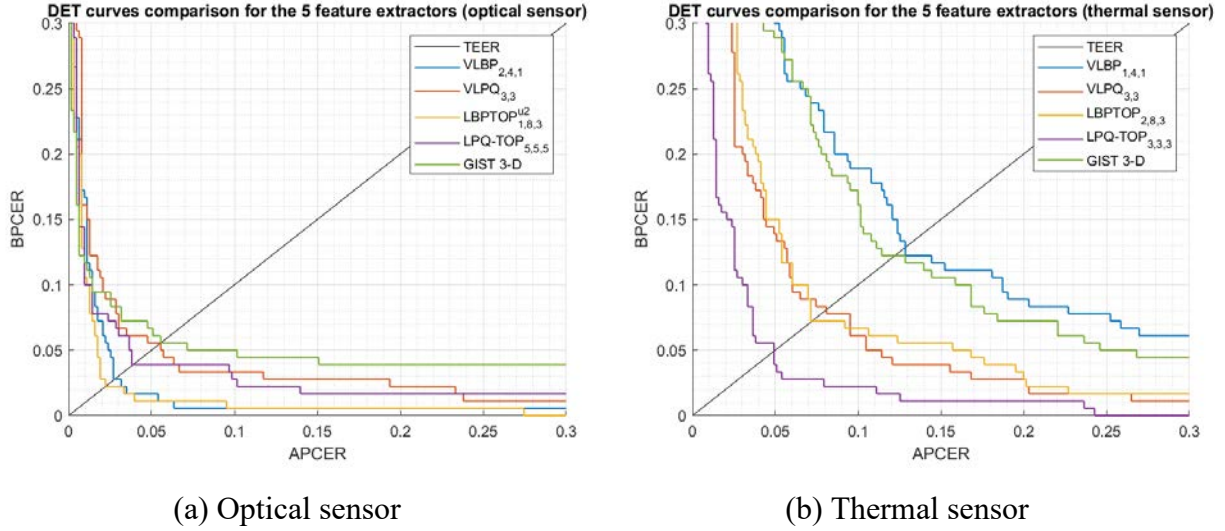 DET curves comparison for the 5 feature extractors (optical sensor)
0.3
0.25
0.2
0.15
0.1
0.05
0
BPCER
TEER
VLBP2,4,1
VLPQ3,3
LBPTOP^u2 1,8,3
LPQ-TOP5,5,5
GIST 3-D
0 0.05 0.1 0.15 0.2 0.25 0.3
APCER
(a) Optical sensor
DET curves comparison for the 5 feature extractors (thermal sensor)
0.3
0.25
0.2
0.15
0.1
0.05
0
BPCER
TEER
VLBP1,4,1
VLPQ3,3
LBPTOP2,8,3
LPQ-TOP3,3,3
GIST 3-D
0 0.05 0.1 0.15 0.2 0.25 0.3
APCER
(b) Thermal sensor